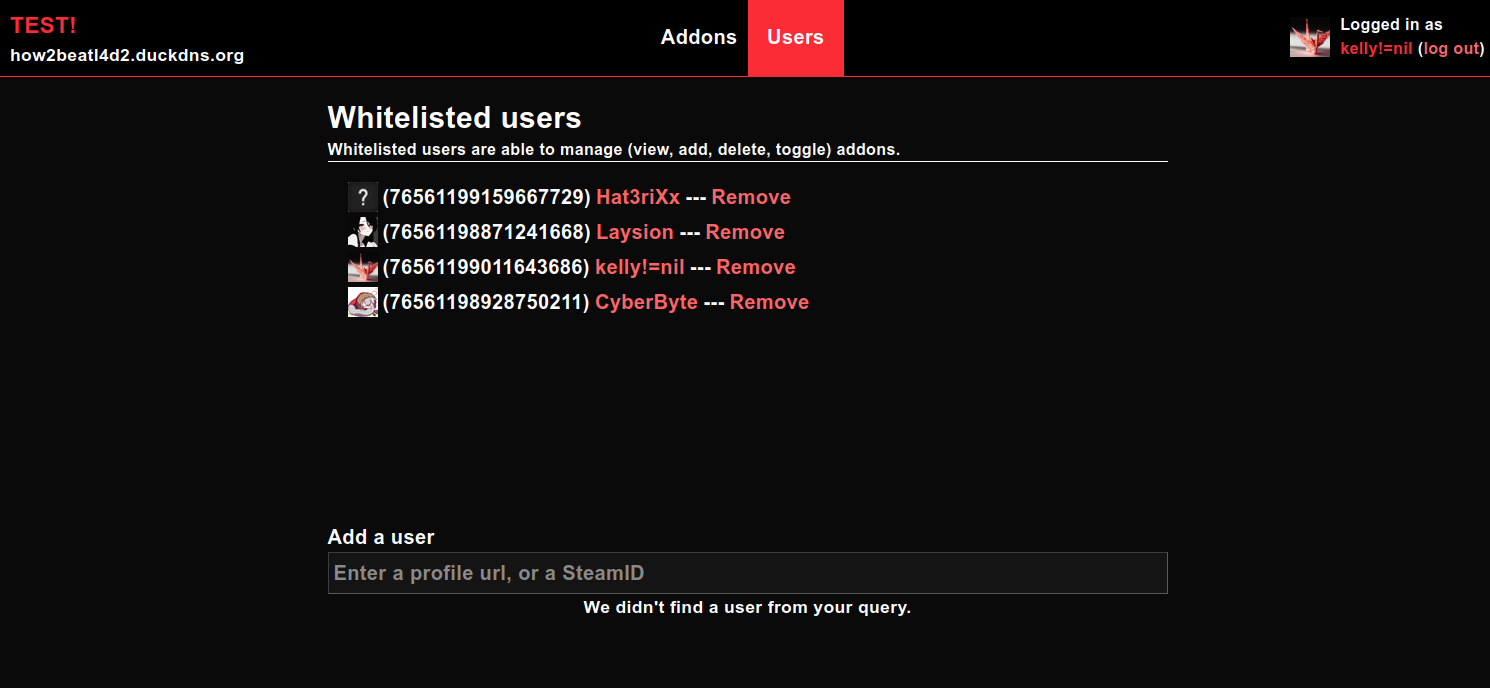 TEST!
how2beatl4d2.duckdns.org
Addons
Users
Logged in as
kelly!=nil (log out)
Whitelisted users
Whitelisted users are able to manage (view, add, delete, toggle) addons.
? (76561199159667729) Hat3riXx --- Remove
(76561198871241668) Laysion --- Remove
(76561199011643686) kelly!=nil --- Remove
(76561198928750211) CyberByte --- Remove
Add a user
Enter a profile url, or a SteamID
We didn't find a user from your query.